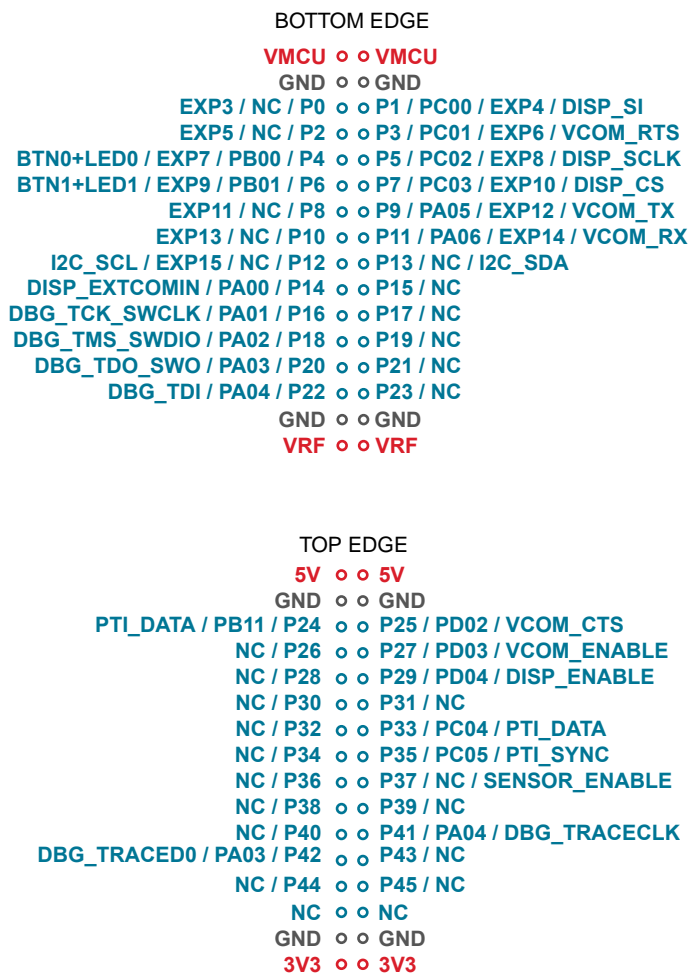 BOTTOM EDGE
VMCU VMCU
GND GND
EXP3 / NC / P0 P1 / PC00 / EXP4 / DISP_SI
EXP5 / NC / P2 P3 / PC01 / EXP6 / VCOM_RTS
BTN0+LED0 / EXP7 / PB00 / P4 P5 / PC02 / EXP8 / DISP_SCLK
BTN1+LED1 / EXP9 / PB01 / P6 P7 / PC03 / EXP10 / DISP_CS
EXP11 / NC / P8 P9 / PA05 / EXP12 / VCOM_TX
EXP13 / NC / P10 P11 / PA06 / EXP14 / VCOM_RX
I2C_SCL / EXP15 / NC / P12 P13 / NC / I2C_SDA
DISP_EXTCOMIN / PA00 / P14 P15 / NC
DBG_TCK_SWCLK / PA01 / P16 P17 / NC
DBG_TMS_SWDIO / PA02 / P18 P19 / NC
DBG_TDO_SWO / PA03 / P20 P21 / NC
DBG_TDI / PA04 / P22 P23 / NC
GND GND
VRF VRF
TOP EDGE
5V 5V
GND GND
PTI_DATA / PB11 / P24 P25 / PD02 / VCOM_CTS
NC / P26 P27 / PD03 / VCOM_ENABLE
NC / P28 P29 / PD04 / DISP_ENABLE
NC / P30 P31 / NC
NC / P32 P33 / PC04 / PTI_DATA
NC / P34 P35 / PC05 / PTI_SYNC
NC / P36 P37 / NC / SENSOR_ENABLE
NC / P38 P39 / NC
NC / P40 P41 / PA04 / DBG_TRACECLK
DBG_TRACED0 / PA03 / P42 P43 / NC
NC / P44 P45 / NC
NC NC
GND GND
3V3 3V3